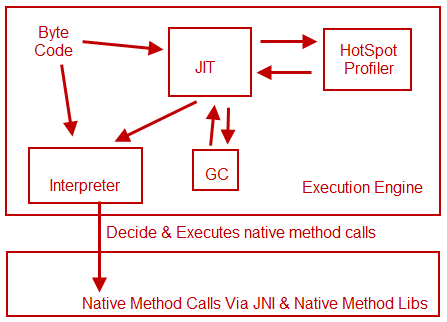 Byte
Code
JIT
HotSpot
Profiler
Interpreter
GC
Execution Engine
Decide & Executes native method calls
Native Method Calls Via JNI & Native Method Libs